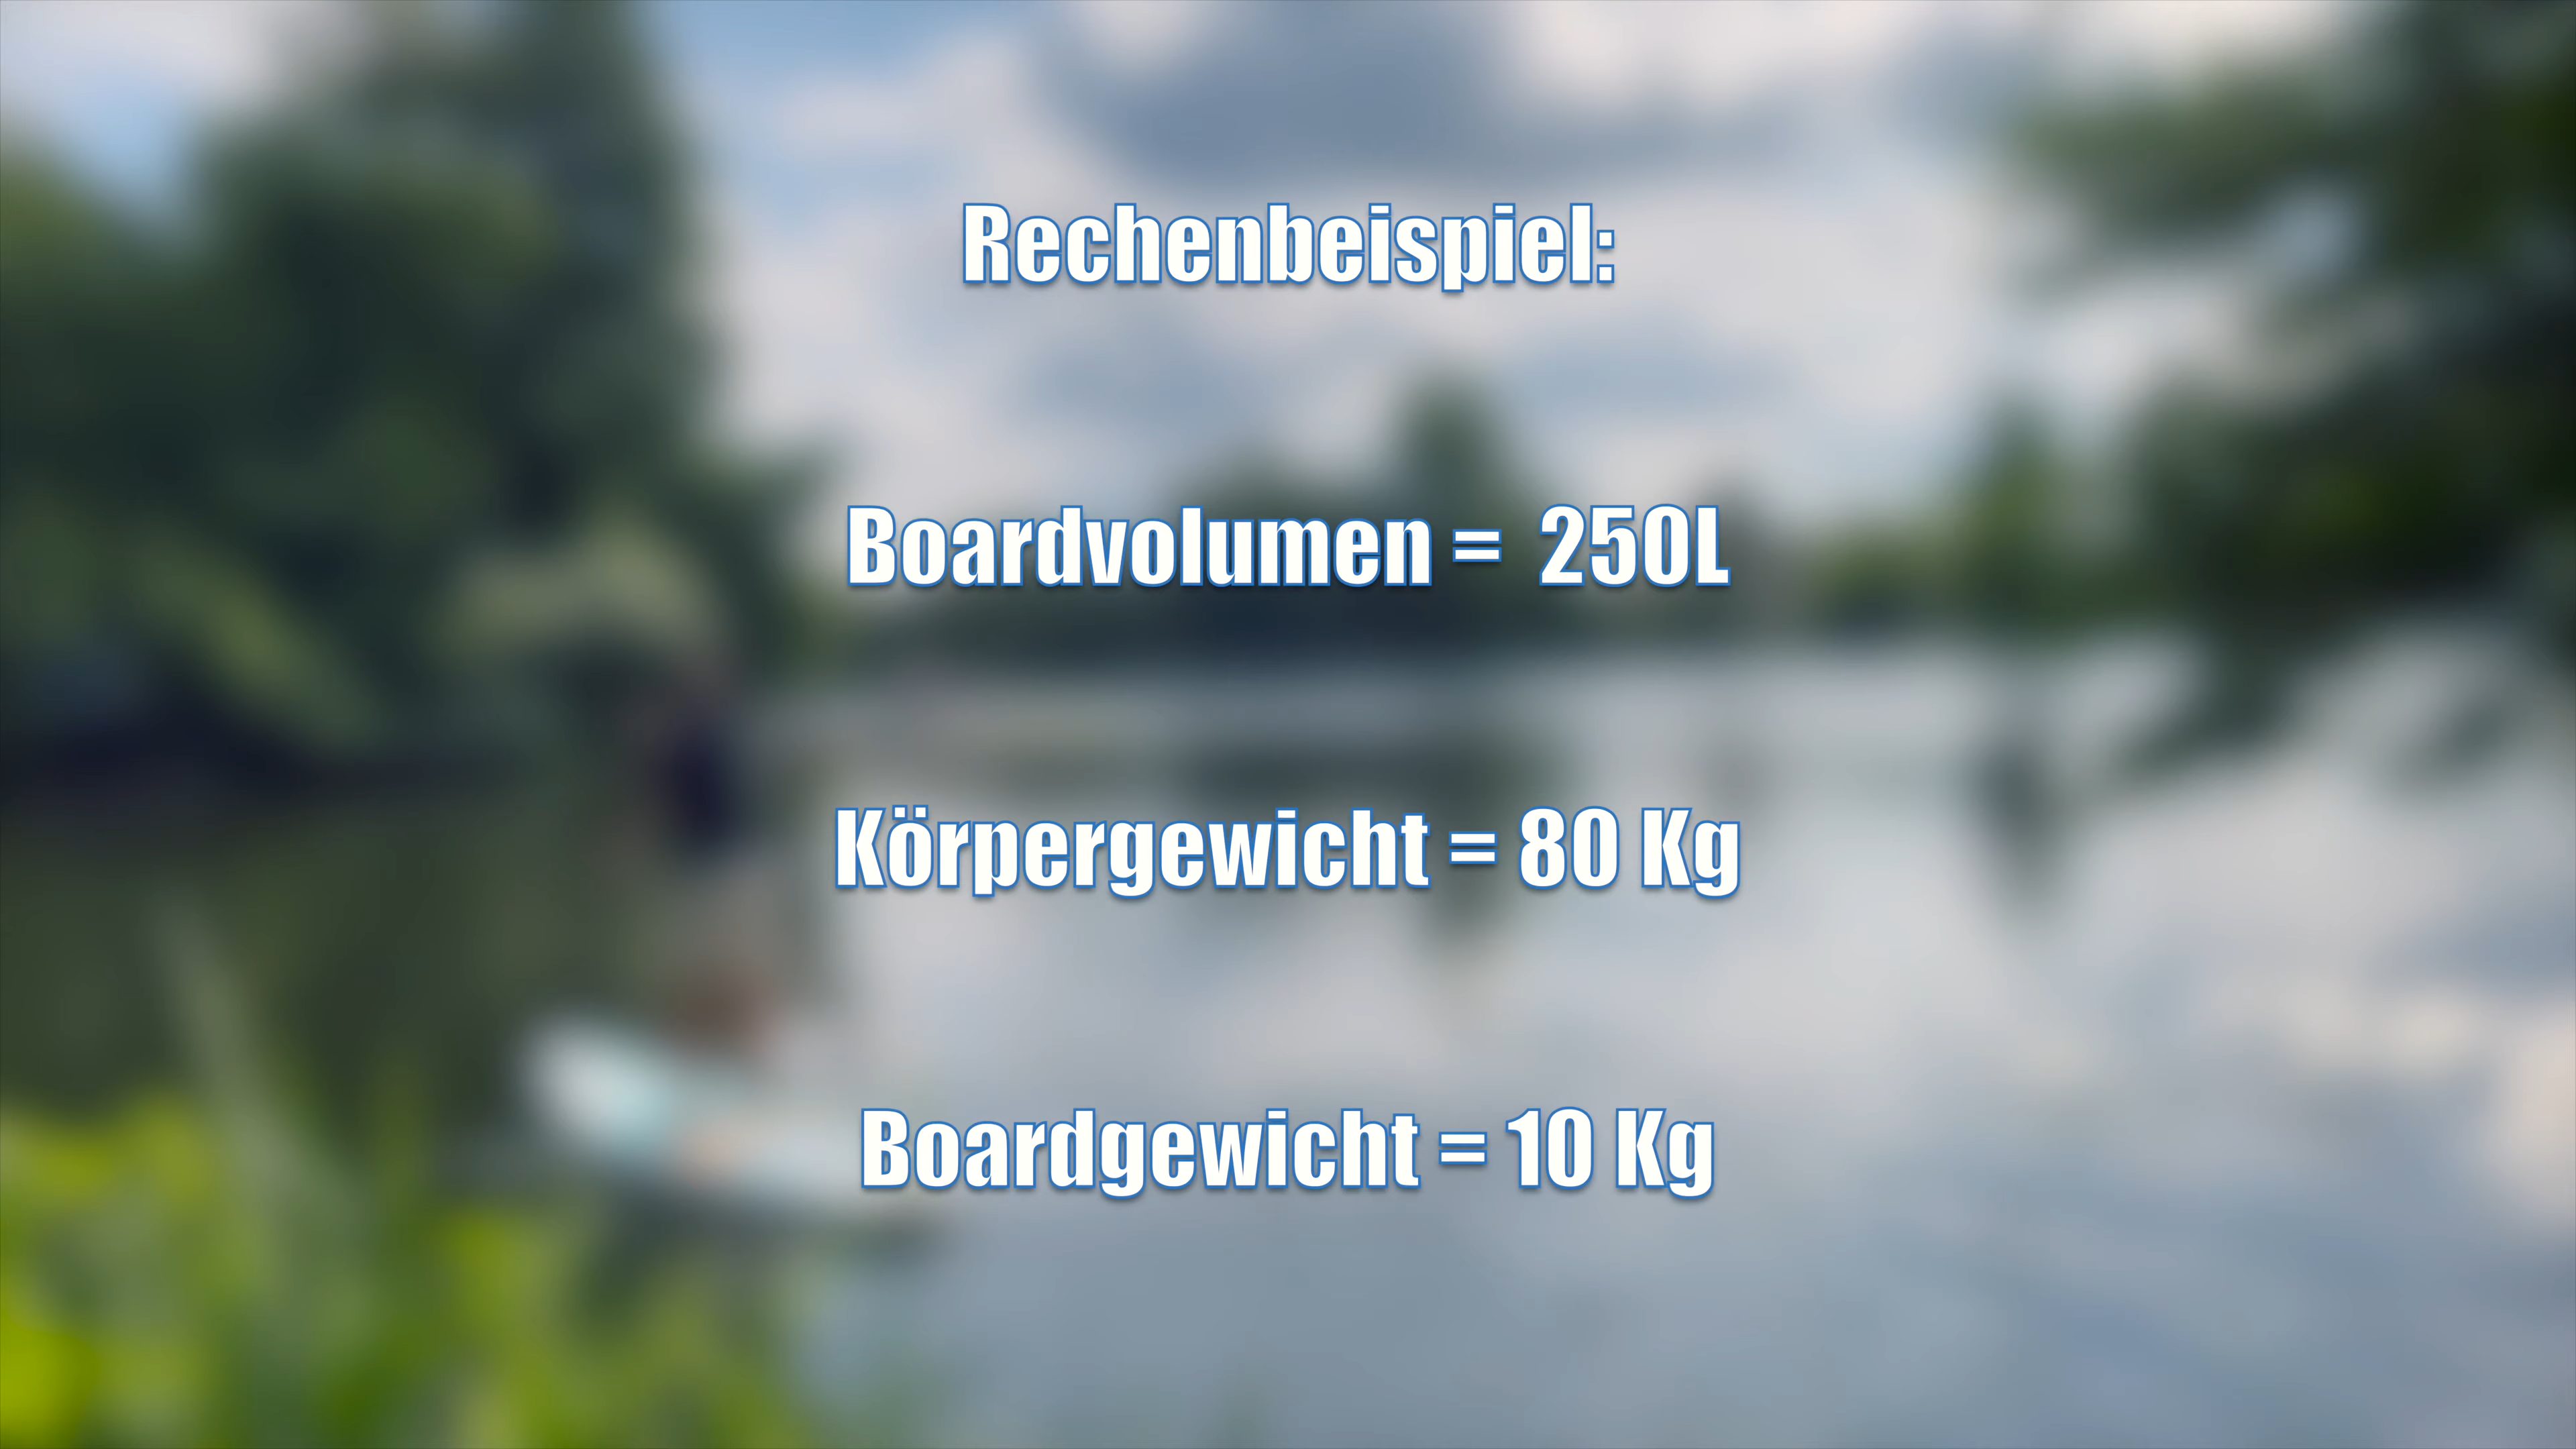 Rechenbeispiel:
Boardvolumen = 250L
Körpergewicht = 80 Kg
Boardgewicht = 10 Kg